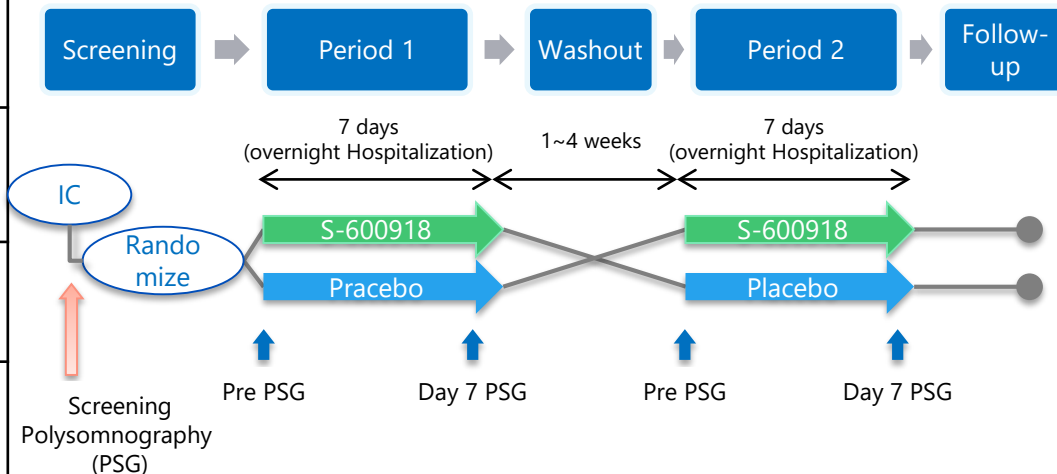 Screening
Period 1
Washout
Period 2
Follow-
up
7 days
(overnight Hospitalization)
1~4 weeks
7 days
(overnight Hospitalization)
IC
Rando
mize
S-600918
S-600918
Pracebo
Placebo
Pre PSG
Day 7 PSG
Pre PSG
Day 7 PSG
Screening
Polysomnography
(PSG)